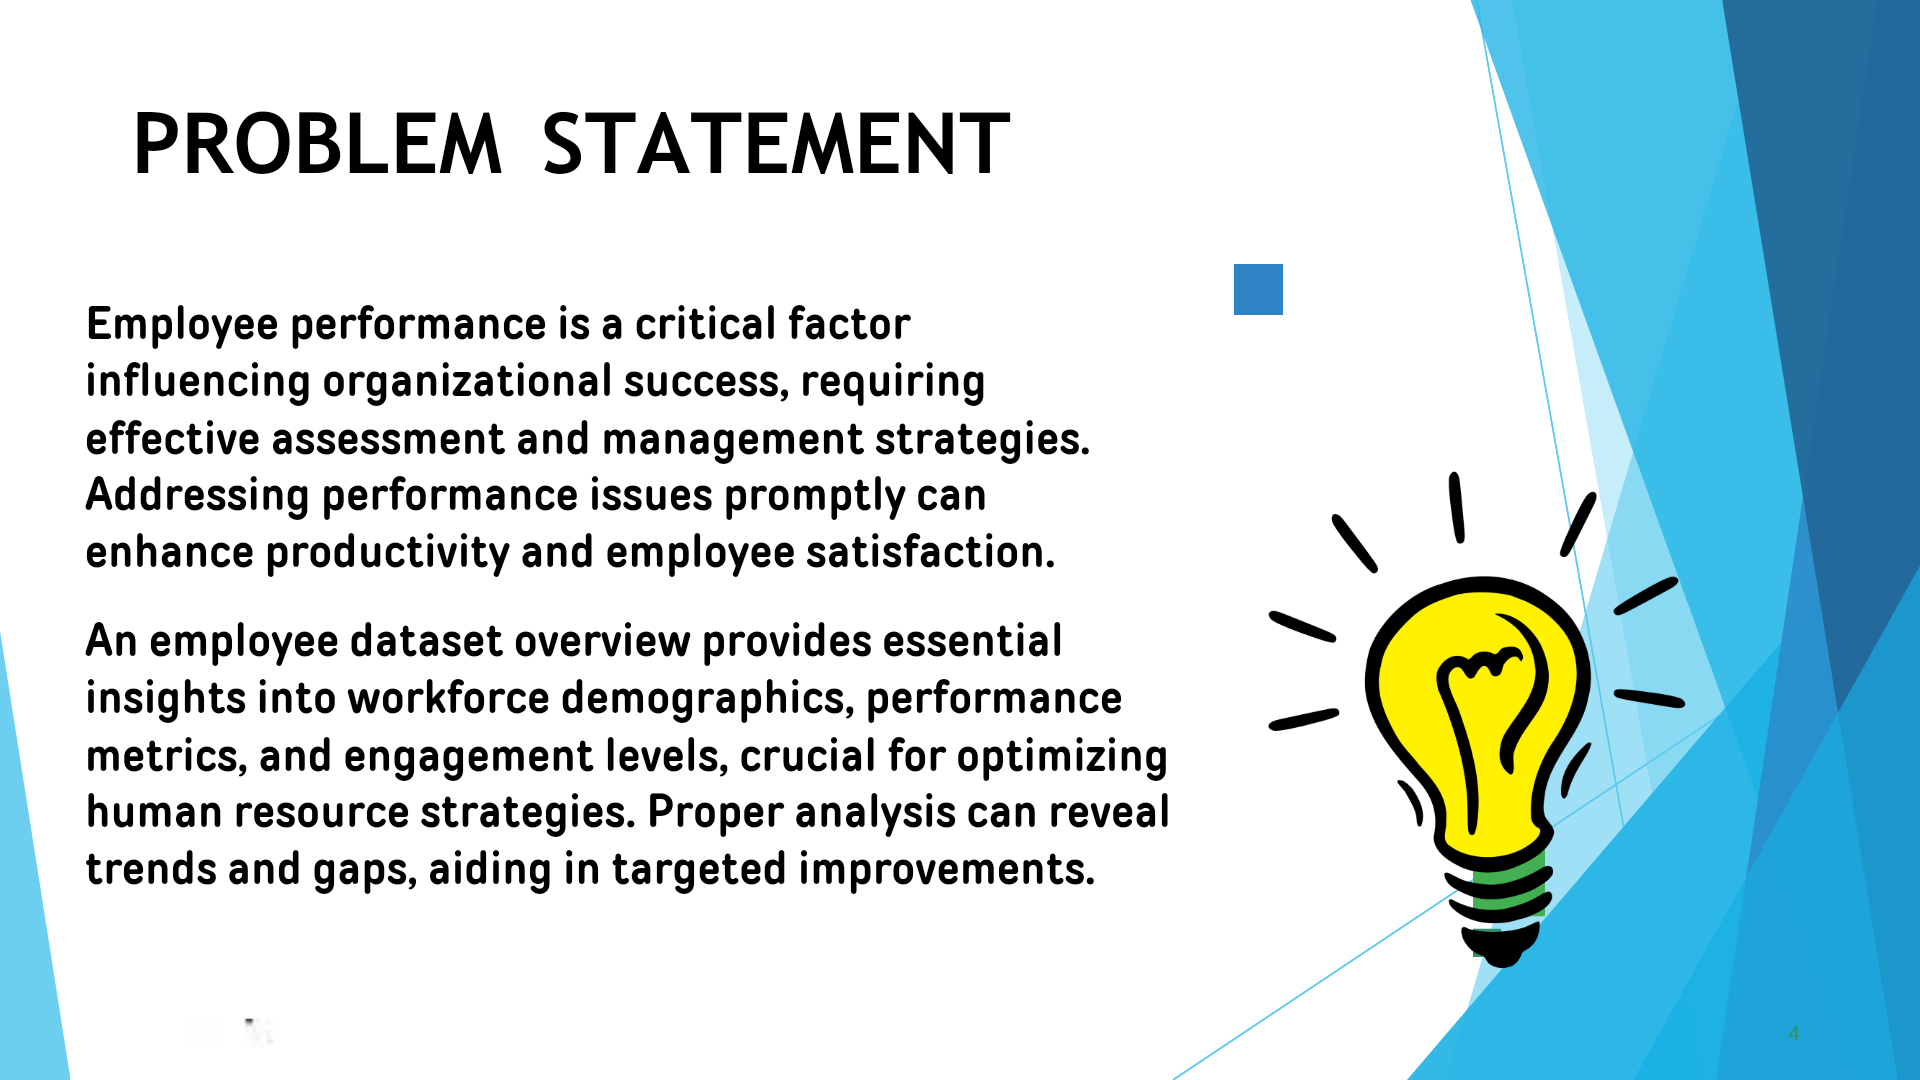 PROBLEM STATEMENT
Employee performance is a critical factor
influencing organizational success, requiring
effective assessment and management strategies.
Addressing performance issues promptly can
enhance productivity and employee satisfaction.
An employee dataset overview provides essential
insights into workforce demographics, performance
metrics, and engagement levels, crucial for optimizing
human resource strategies. Proper analysis can reveal
trends and gaps, aiding in targeted improvements.
4